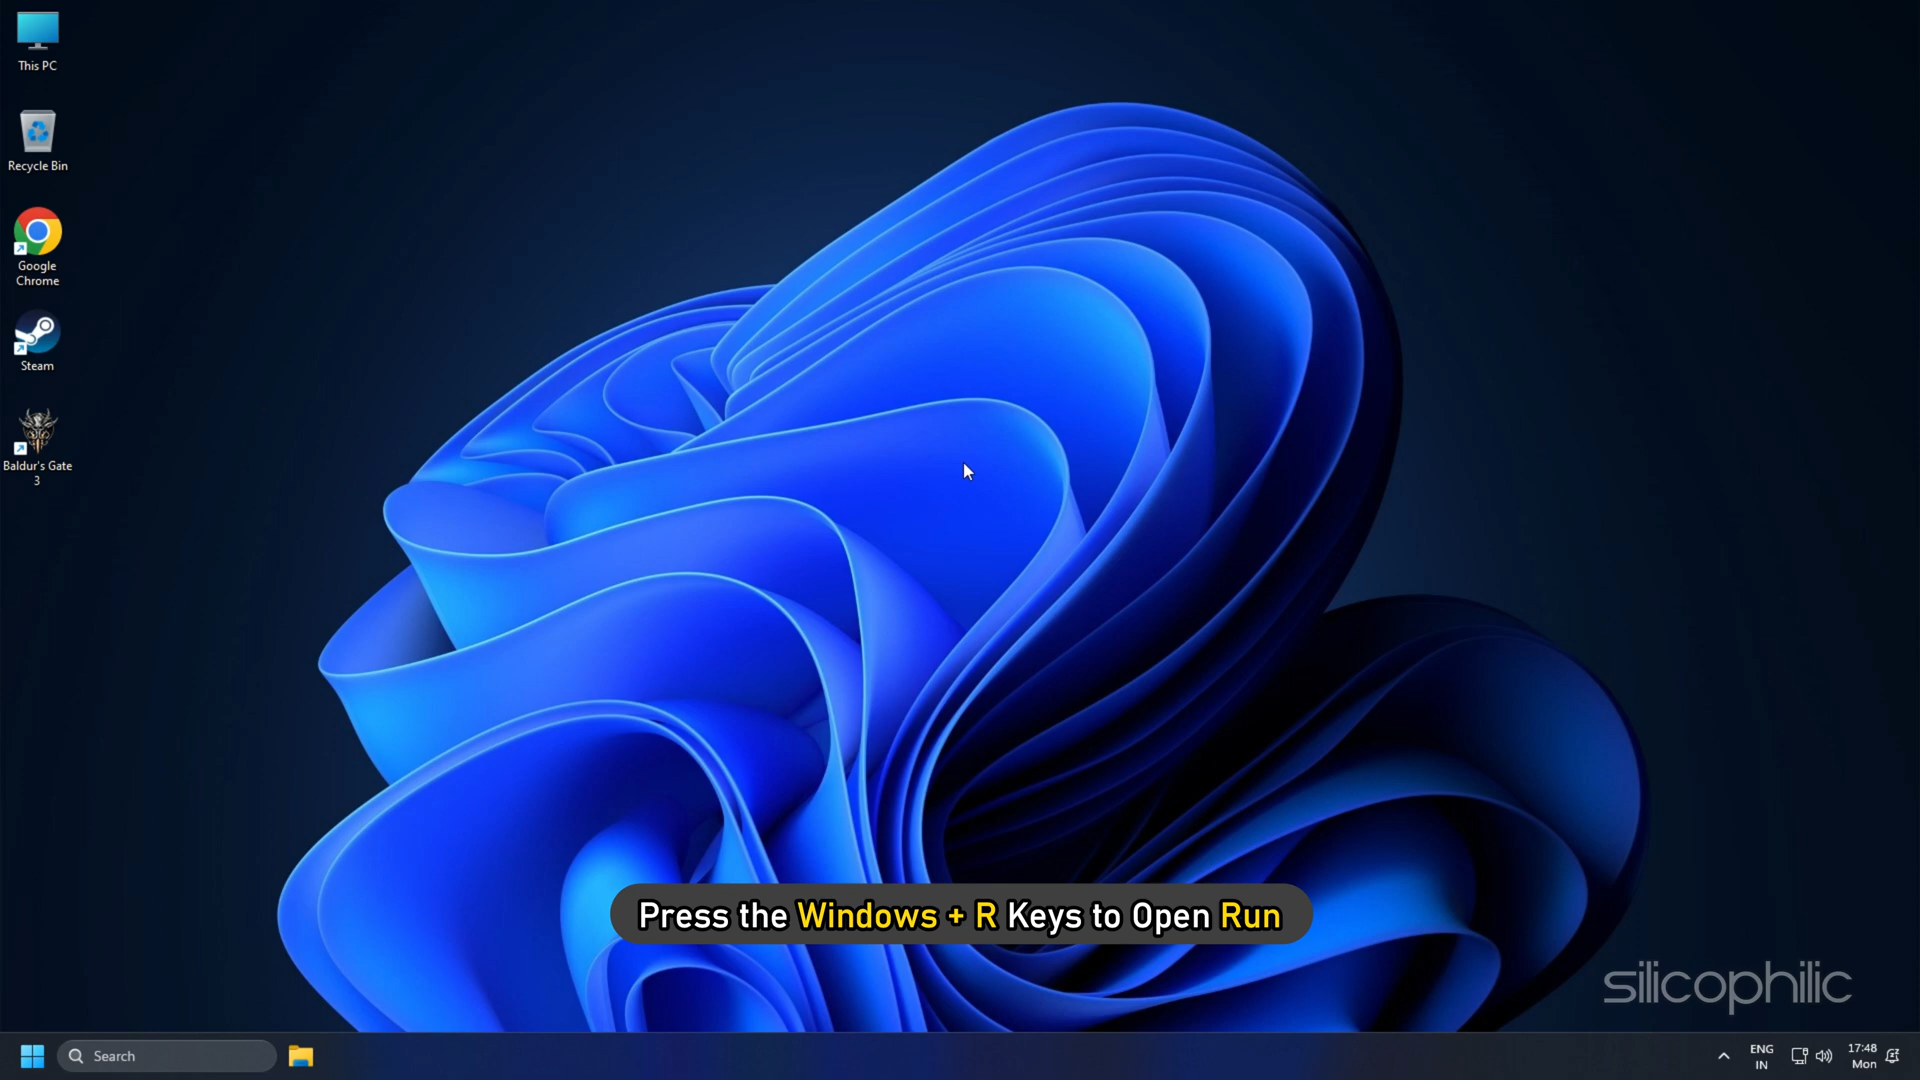 This PC
Recycle Bin
Google
Chrome
Steam
Baldur's Gate
3
Press the Windows + R Keys to Open Run
silicophilic
Search
ENG
IN
17:48
Mon